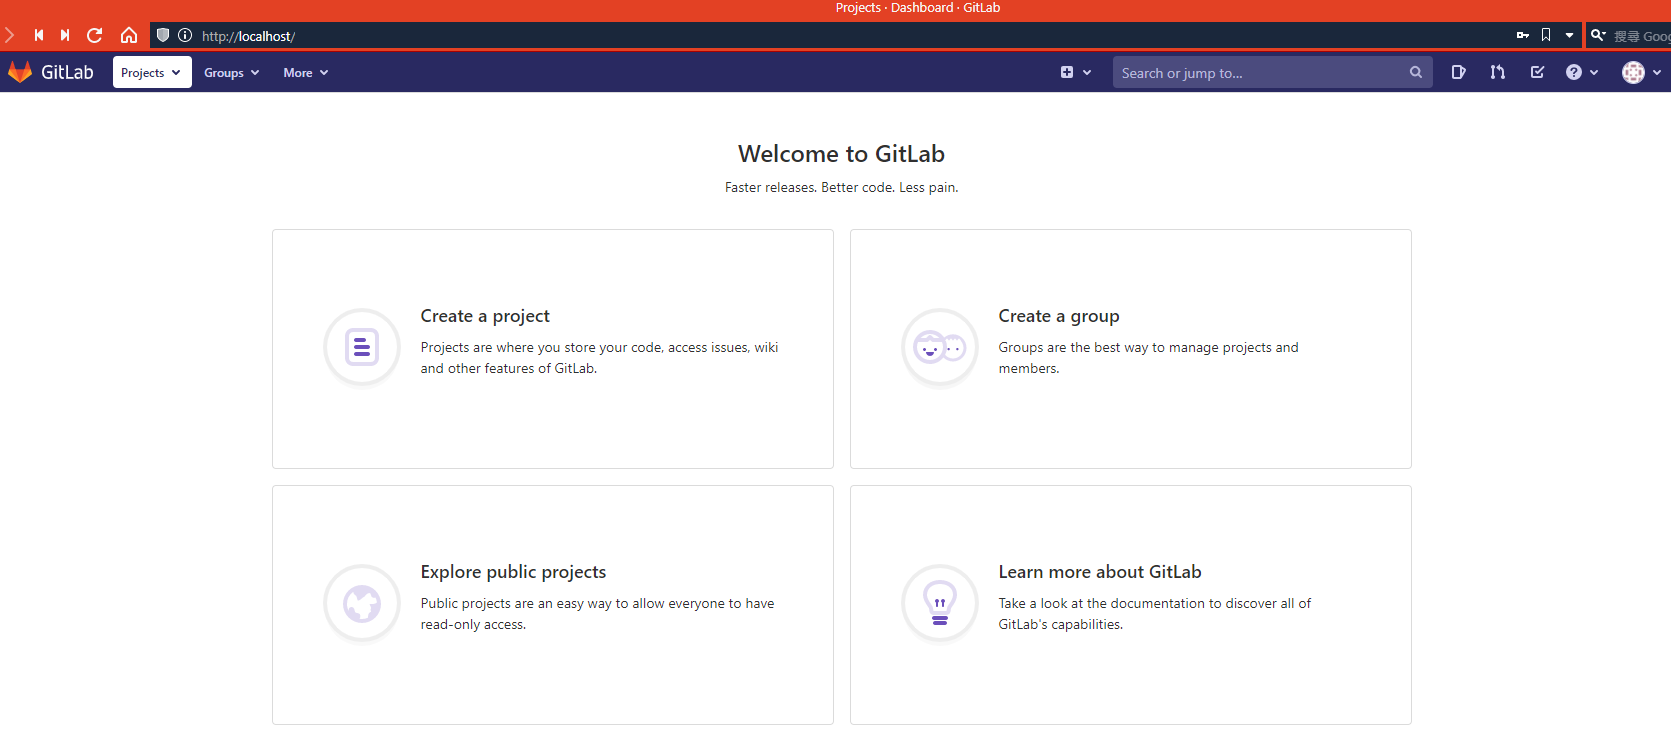 Projects · Dashboard · GitLab
http://localhost/
搜尋 Goog
GitLab
Projects
Groups
More
Search or jump to...
Welcome to GitLab
Faster releases. Better code. Less pain.
Create a project
Projects are where you store your code, access issues, wiki
and other features of GitLab.
Create a group
Groups are the best way to manage projects and
members.
Explore public projects
Public projects are an easy way to allow everyone to have
read-only access.
Learn more about GitLab
Take a look at the documentation to discover all of
GitLab's capabilities.